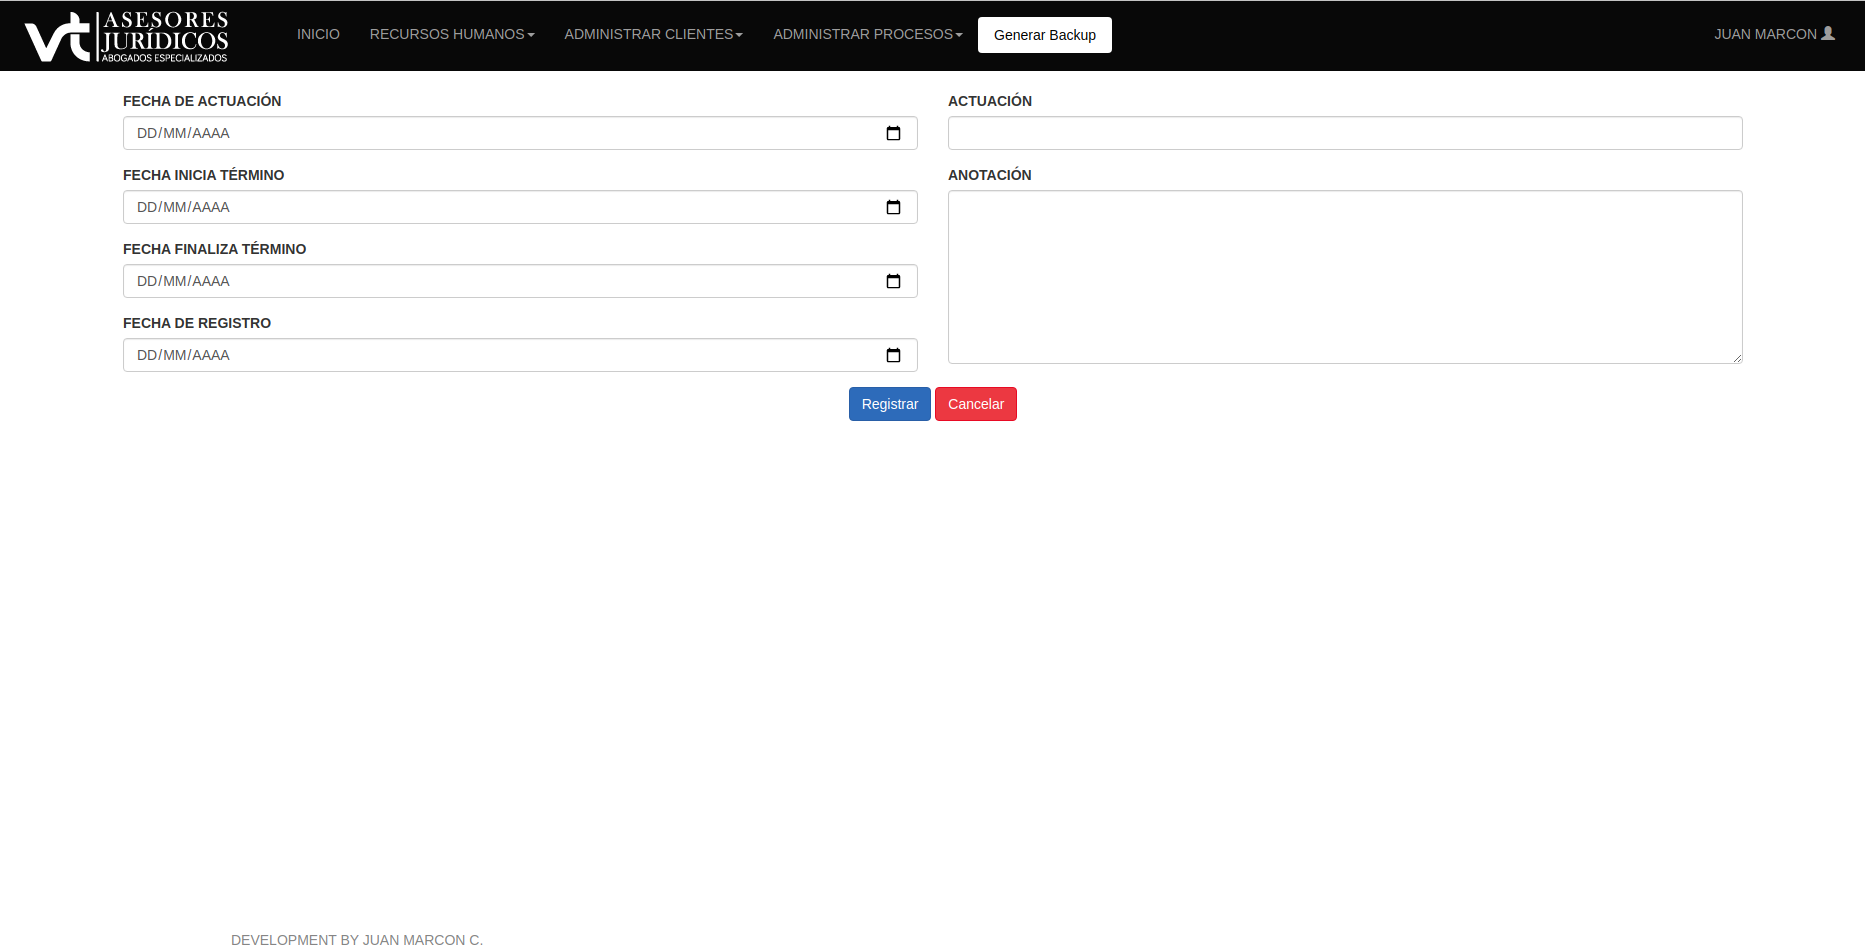 vt ASESORES
JURÍDICOS
ABOGADOS ESPECIALIZADOS
INICIO
RECURSOS HUMANOS
ADMINISTRAR CLIENTES
ADMINISTRAR PROCESOS
Generar Backup
JUAN MARCON
FECHA DE ACTUACIÓN
DD/MM/AAAA
FECHA INICIA TÉRMINO
DD/MM/AAAA
FECHA FINALIZA TÉRMINO
DD/MM/AAAA
FECHA DE REGISTRO
DD/MM/AAAA
ACTUACIÓN
ANOTACIÓN
Registrar
Cancelar
DEVELOPMENT BY JUAN MARCON C.